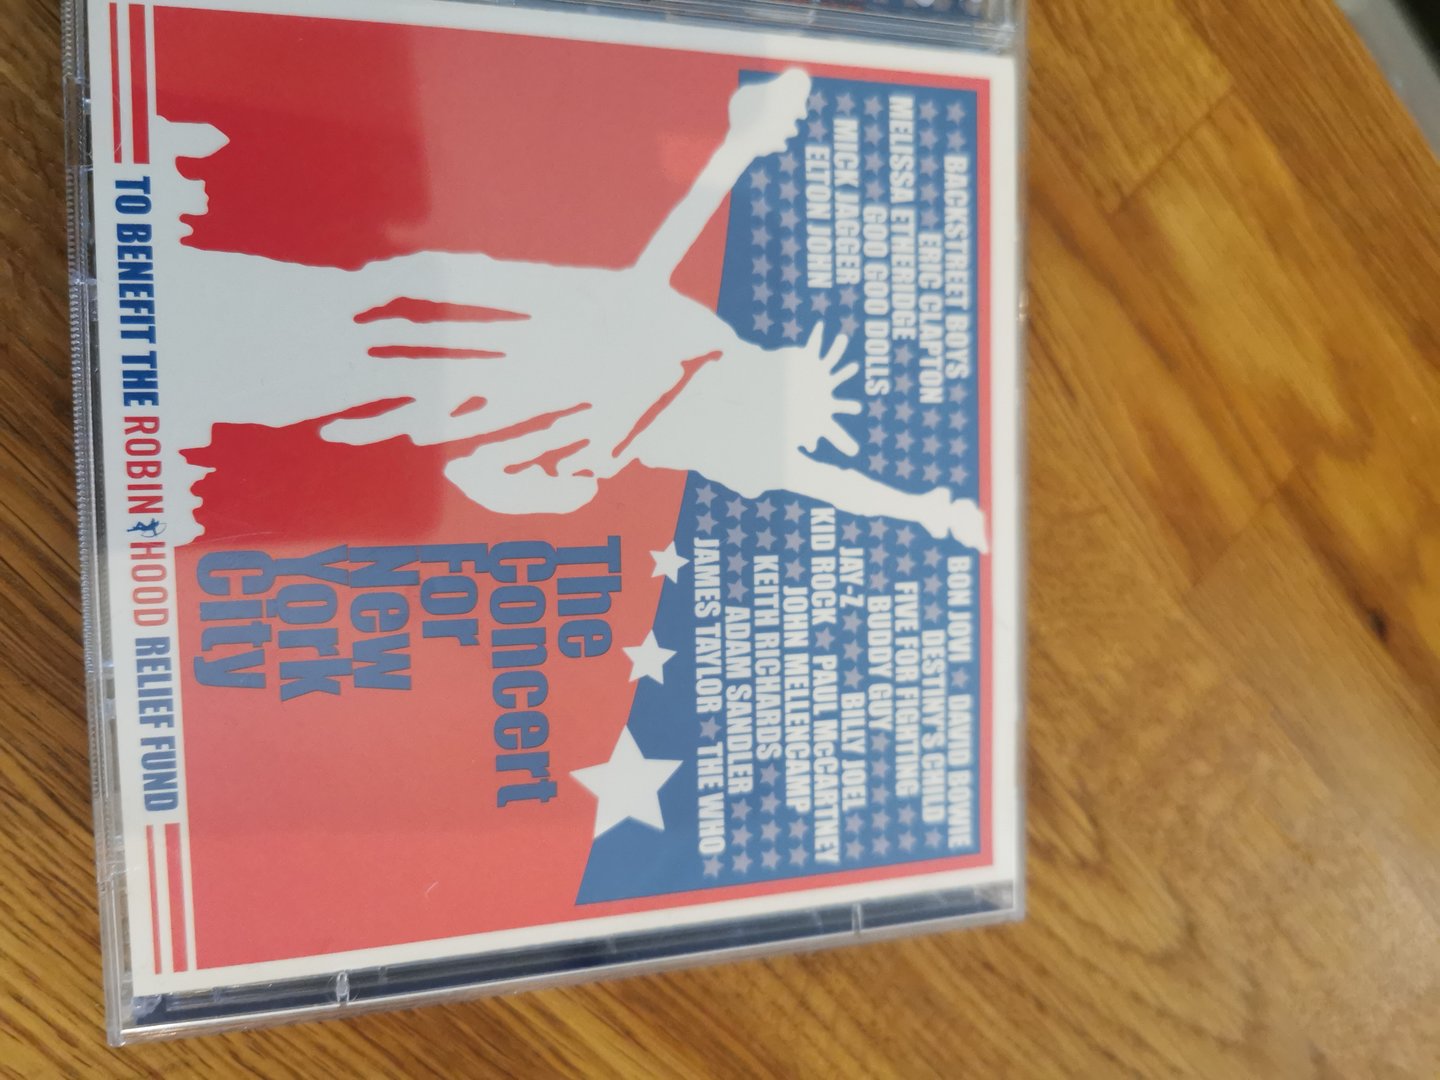 BACKSTREET BOYS
ERIC CLAPTON
MELISSA ETHERIDGE
GOO GOO DOLLS
MICK JAGGER
ELTON JOHN
BON JOVI ★ DAVID BOWIE
DESTINY'S CHILD
FIVE FOR FIGHTING
BUDDY GUY
JAY-Z ★ BILLY JOEL
KID ROCK ★ PAUL McCARTNEY
JOHN MELLENCAMP
KEITH RICHARDS
ADAM SANDLER
JAMES TAYLOR ★ THE WHO
The
Concert
For
New
York
City
TO BENEFIT THE ROBIN HOOD RELIEF FUND